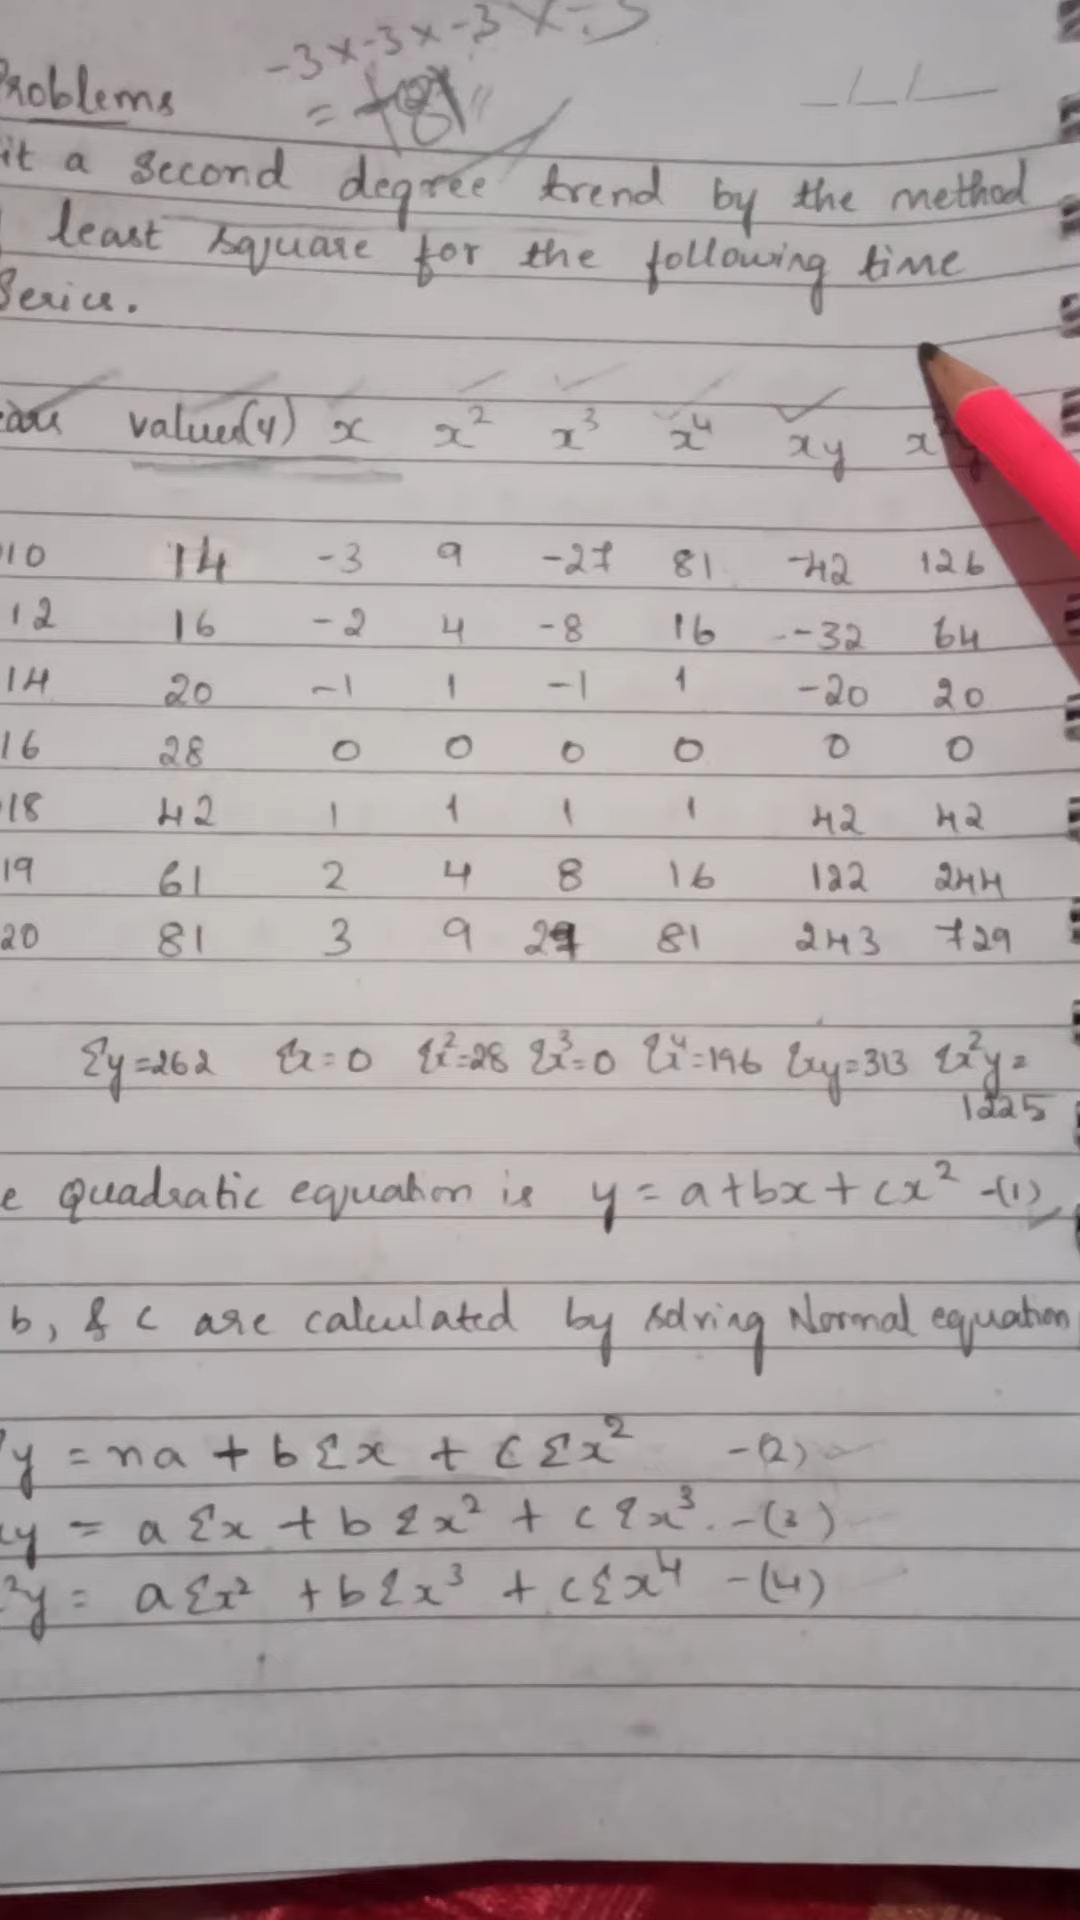 -3x-3x-3x-3
Problems
= +81
it a second degree trend by the method
least square for the following time
Series.
values(y) x x² x³ x⁴ xy
10 14 -3 9 -27 81 -42 126
12 16 -2 4 -8 16 -32 64
14 20 -1 1 -1 1 -20 20
16 28 0 0 0 0 0 0
18 42 1 1 1 1 42 42
19 61 2 4 8 16 122 244
20 81 3 9 27 81 243 729
Σy=262 Σx=0 Σx²=28 Σx³=0 Σx⁴=196 Σxy=313 Σx²y=
1225
e quadratic equation is y = a+bx+cx² -(1)
b, & c are calculated by solving Normal equation
y = na + bΣx + cΣx² -(2)
xy = aΣx + bΣx² + cΣx³. -(3)
²y = aΣx² + bΣx³ + cΣx⁴ -(4)